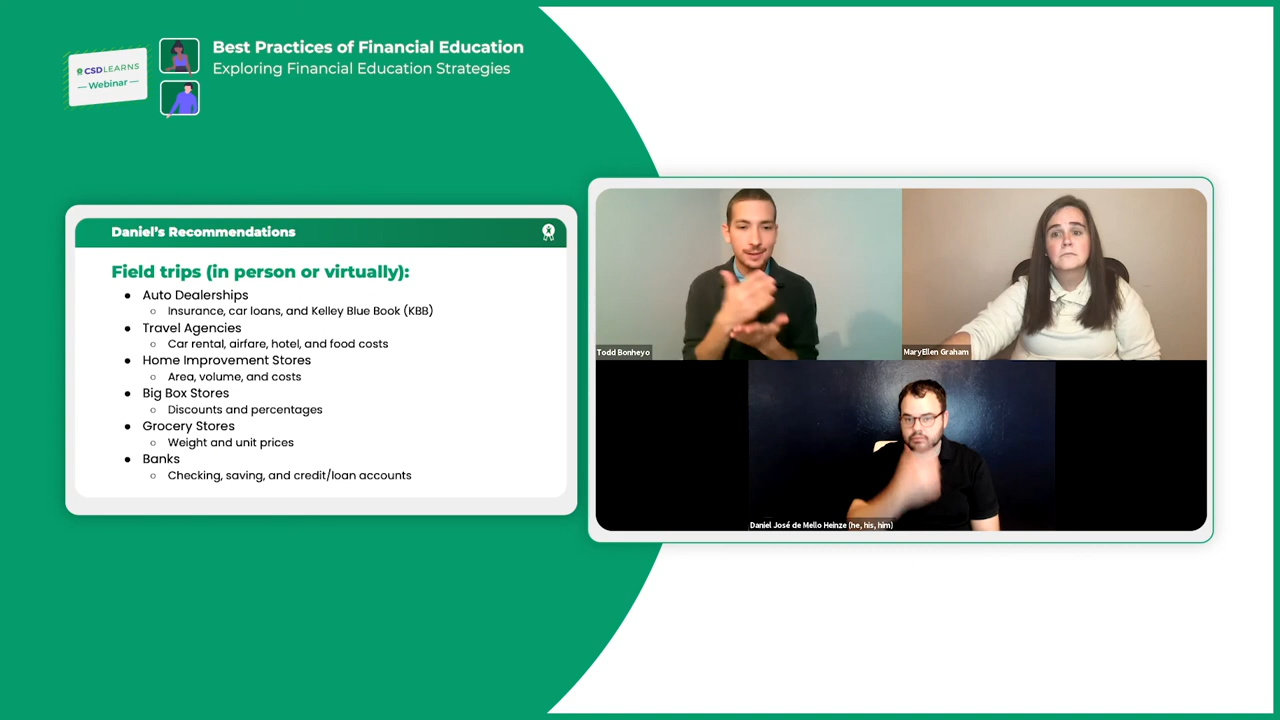 CSDLEARNS
— Webinar —
Best Practices of Financial Education
Exploring Financial Education Strategies
Daniel's Recommendations
Field trips (in person or virtually):
● Auto Dealerships
○ Insurance, car loans, and Kelley Blue Book (KBB)
● Travel Agencies
○ Car rental, airfare, hotel, and food costs
● Home Improvement Stores
○ Area, volume, and costs
● Big Box Stores
○ Discounts and percentages
● Grocery Stores
○ Weight and unit prices
● Banks
○ Checking, saving, and credit/loan accounts
Todd Bonheyo
MaryEllen Graham
Daniel José de Mello Heinze (he, his, him)